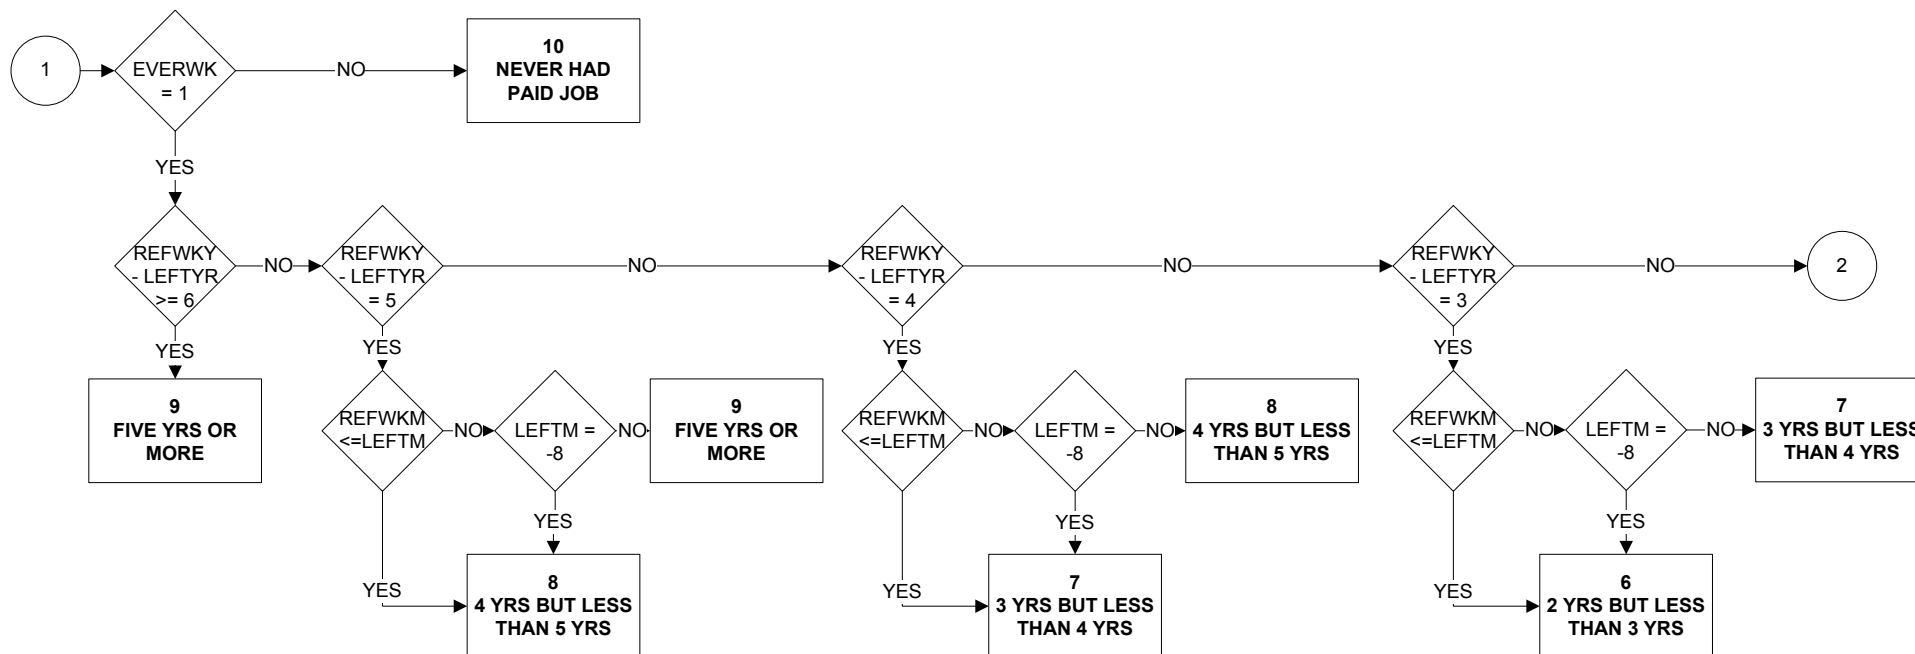 1
EVERWK
= 1
NO
10
NEVER HAD
PAID JOB
YES
REFWKY
- LEFTYR
>= 6
NO
REFWKY
- LEFTYR
= 5
NO
REFWKY
- LEFTYR
= 4
NO
REFWKY
- LEFTYR
= 3
NO
2
YES
YES
YES
YES
9
FIVE YRS OR
MORE
REFWKM
<=LEFTM
NO
LEFTM =
-8
NO
9
FIVE YRS OR
MORE
REFWKM
<=LEFTM
NO
LEFTM =
-8
NO
8
4 YRS BUT LESS
THAN 5 YRS
REFWKM
<=LEFTM
NO
LEFTM =
-8
NO
7
3 YRS BUT LESS
THAN 4 YRS
YES
YES
YES
YES
8
4 YRS BUT LESS
THAN 5 YRS
YES
7
3 YRS BUT LESS
THAN 4 YRS
YES
6
2 YRS BUT LESS
THAN 3 YRS